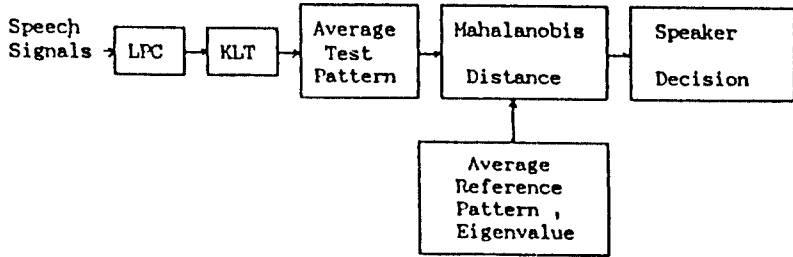 Speech
Signals
LPC
KLT
Average
Test
Pattern
Mahalanobis
Distance
Speaker
Decision
Average
Reference
Pattern ,
Eigenvalue